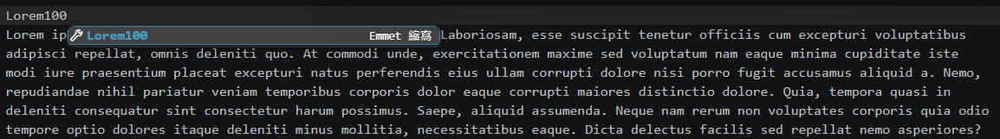 Lorem100
Lorem ip Lorem100 Emmet 縮寫 Laboriosam, esse suscipit tenetur officiis cum excepturi voluptatibus
adipisci repellat, omnis deleniti quo. At commodi unde, exercitationem maxime sed voluptatum nam eaque minima cupiditate iste
modi iure praesentium placeat excepturi natus perferendis eius ullam corrupti dolore nisi porro fugit accusamus aliquid a. Nemo,
repudiandae nihil pariatur veniam temporibus corporis dolor eaque corrupti maiores distinctio dolore. Quia, tempora quasi in
deleniti consequatur sint consectetur harum possimus. Saepe, aliquid assumenda. Neque nam rerum non voluptates corporis quia odio
tempore optio dolores itaque deleniti minus mollitia, necessitatibus eaque. Dicta delectus facilis sed repellat nemo asperiores?